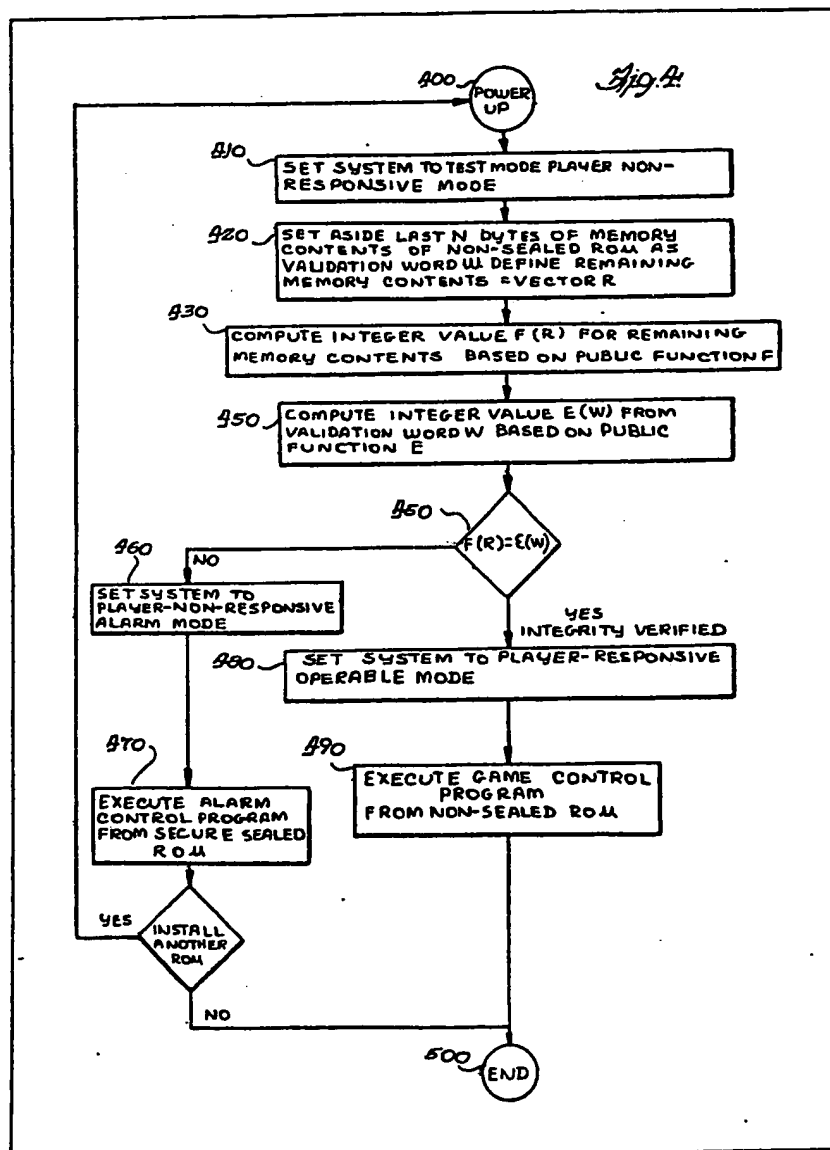 Fig. 4.
400
POWER
UP
410
SET SYSTEM TO TEST MODE PLAYER NON-
RESPONSIVE MODE
420
SET ASIDE LAST N BYTES OF MEMORY
CONTENTS OF NON-SEALED ROM AS
VALIDATION WORD W. DEFINE REMAINING
MEMORY CONTENTS = VECTOR R
430
COMPUTE INTEGER VALUE F(R) FOR REMAINING
MEMORY CONTENTS BASED ON PUBLIC FUNCTION F
450
COMPUTE INTEGER VALUE E(W) FROM
VALIDATION WORD W BASED ON PUBLIC
FUNCTION E
450
F(R)=E(W)
NO
460
SET SYSTEM TO
PLAYER-NON-RESPONSIVE
ALARM MODE
YES
INTEGRITY VERIFIED
480
SET SYSTEM TO PLAYER-RESPONSIVE
OPERABLE MODE
470
EXECUTE ALARM
CONTROL PROGRAM
FROM SECURE SEALED
ROM
490
EXECUTE GAME CONTROL
PROGRAM
FROM NON-SEALED ROM
YES
INSTALL
ANOTHER
ROM
NO
500
END